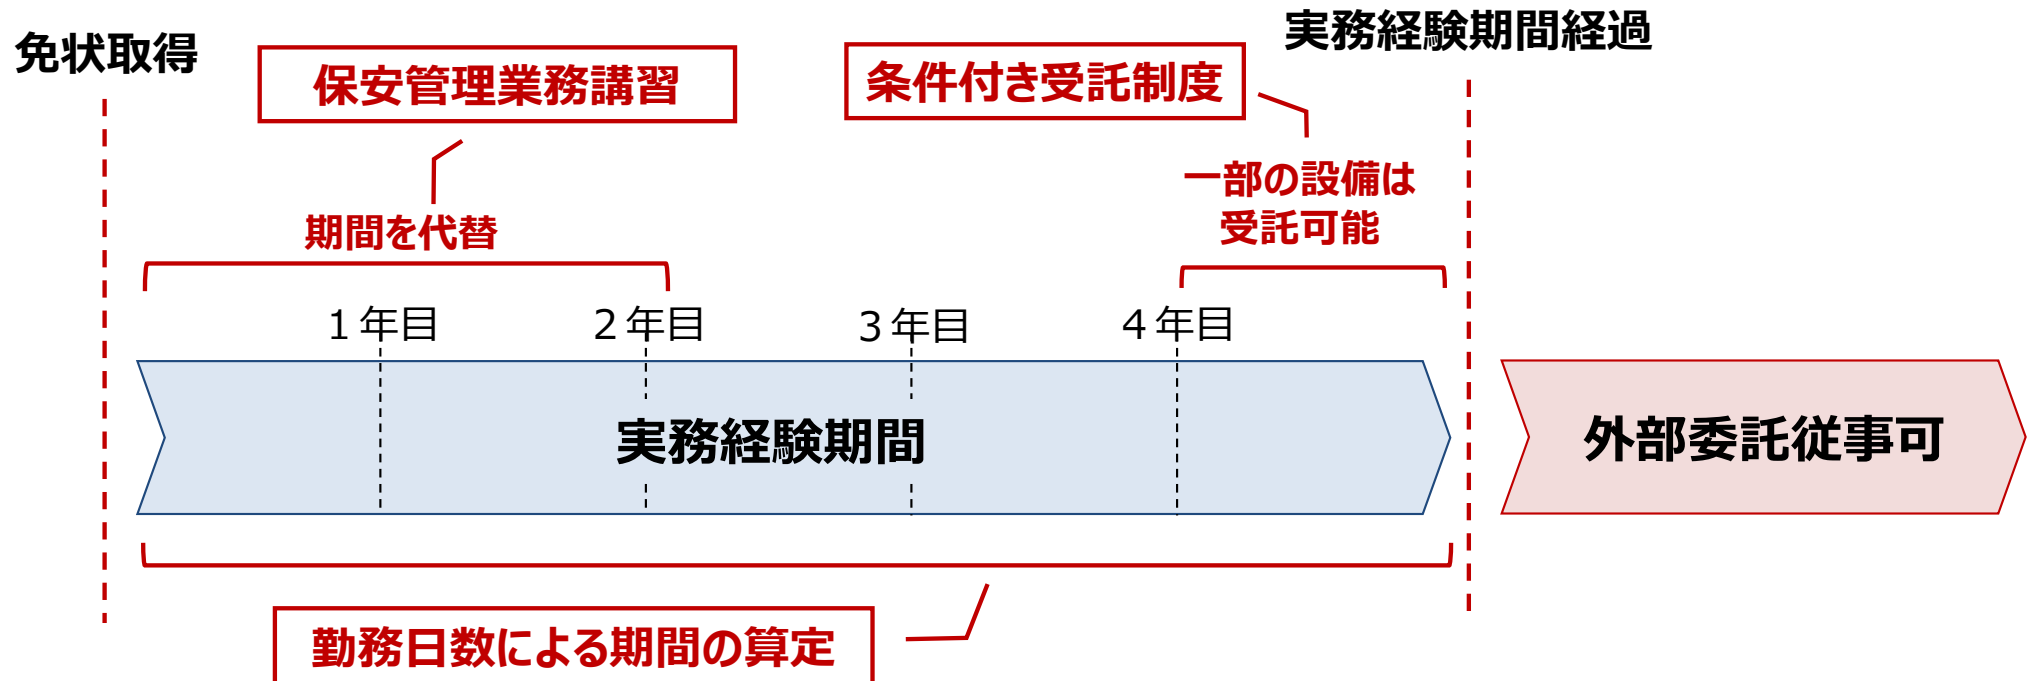 免状取得
保安管理業務講習
条件付き受託制度
実務経験期間経過
期間を代替
一部の設備は
受託可能
１年目
２年目
３年目
４年目
実務経験期間
外部委託従事可
勤務日数による期間の算定